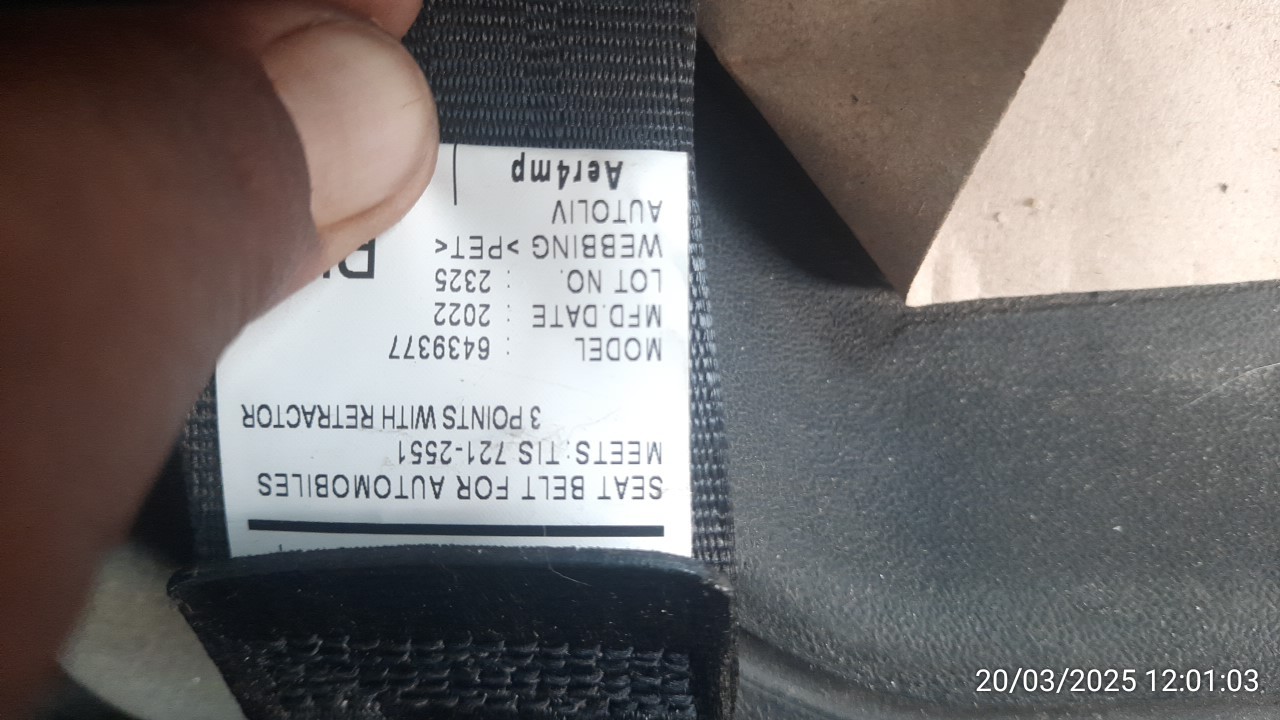 SEAT BELT FOR AUTOMOBILES
MEETS: TIS 721-2551
3 POINTS WITH RETRACTOR
MODEL : 6439377
MFD.DATE : 2022
LOT NO. : 2325
WEBBING >PET<
AUTOLIV
Aer4mp
20/03/2025 12:01:03